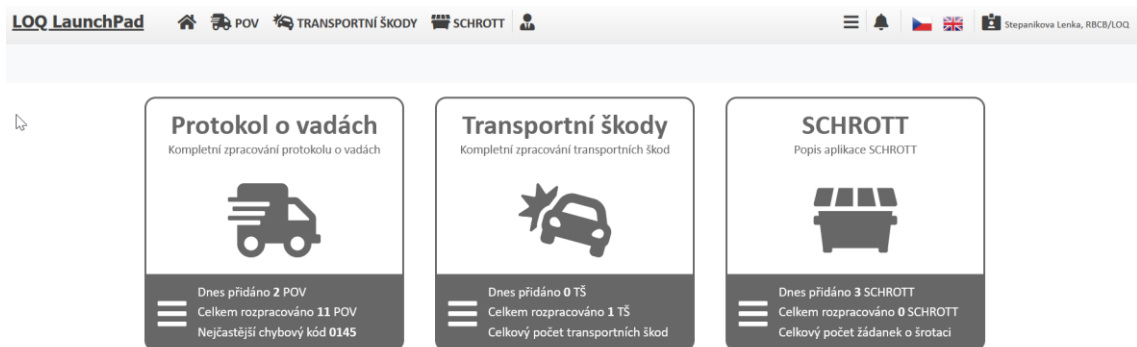 LOQ LaunchPad POV TRANSPORTNÍ ŠKODY SCHROTT Stepanikova Lenka, RBCB/LOQ
Protokol o vadách
Kompletní zpracování protokolu o vadách
Dnes přidáno 2 POV
Celkem rozpracováno 11 POV
Nejčastější chybový kód 0145
Transportní škody
Kompletní zpracování transportních škod
Dnes přidáno 0 TŠ
Celkem rozpracováno 1 TŠ
Celkový počet transportních škod
SCHROTT
Popis aplikace SCHROTT
Dnes přidáno 3 SCHROTT
Celkem rozpracováno 0 SCHROTT
Celkový počet žádanek o šrotaci